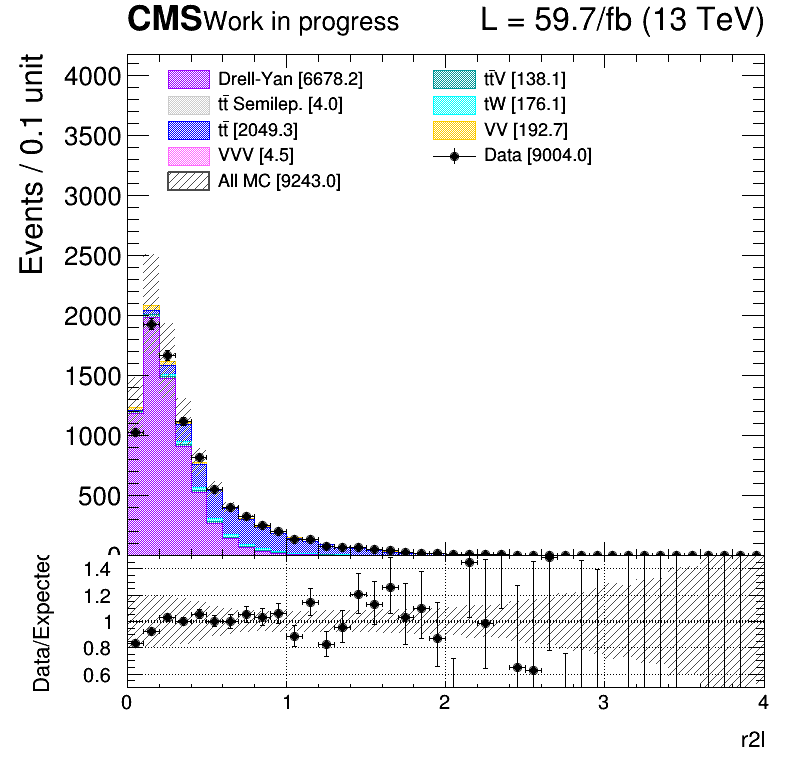 CMS Work in progress L = 59.7/fb (13 TeV)
Events / 0.1 unit
4000
3500
3000
2500
2000
1500
1000
500
0
Drell-Yan [6678.2]
tt̄ Semilep. [4.0]
tt̄ [2049.3]
VVV [4.5]
All MC [9243.0]
tt̄V [138.1]
tW [176.1]
VV [192.7]
Data [9004.0]
Data/Expected
1.4
1.2
1
0.8
0.6
0 1 2 3 4
r2l